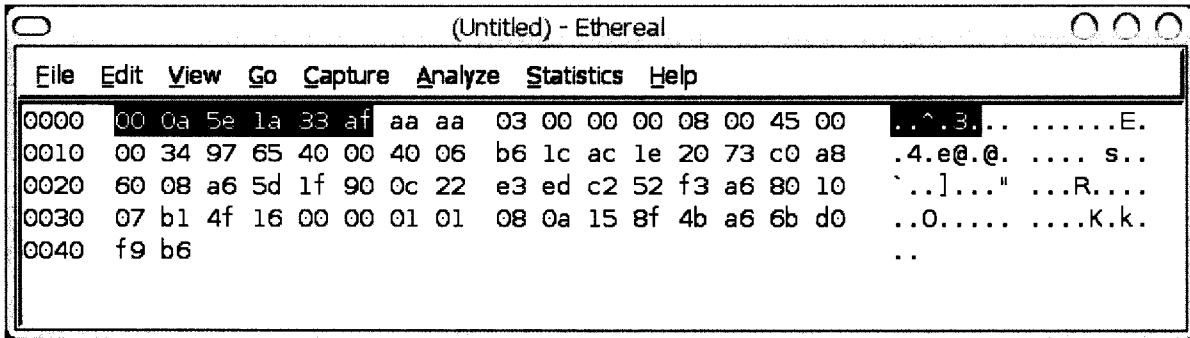 (Untitled) - Ethereal
File Edit View Go Capture Analyze Statistics Help
0000 00 0a 5e 1a 33 af aa aa 03 00 00 00 08 00 45 00 ..^.3... ......E.
0010 00 34 97 65 40 00 40 06 b6 1c ac 1e 20 73 c0 a8 .4.e@.@. .... s..
0020 60 08 a6 5d 1f 90 0c 22 e3 ed c2 52 f3 a6 80 10 `..]..." ...R....
0030 07 b1 4f 16 00 00 01 01 08 0a 15 8f 4b a6 6b d0 ..O..... ....K.k.
0040 f9 b6 ..